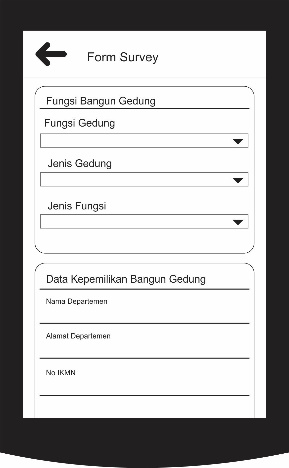 Form Survey
Fungsi Bangun Gedung
Fungsi Gedung
Jenis Gedung
Jenis Fungsi
Data Kepemilikan Bangun Gedung
Nama Departemen
Alamat Departemen
No IKMN